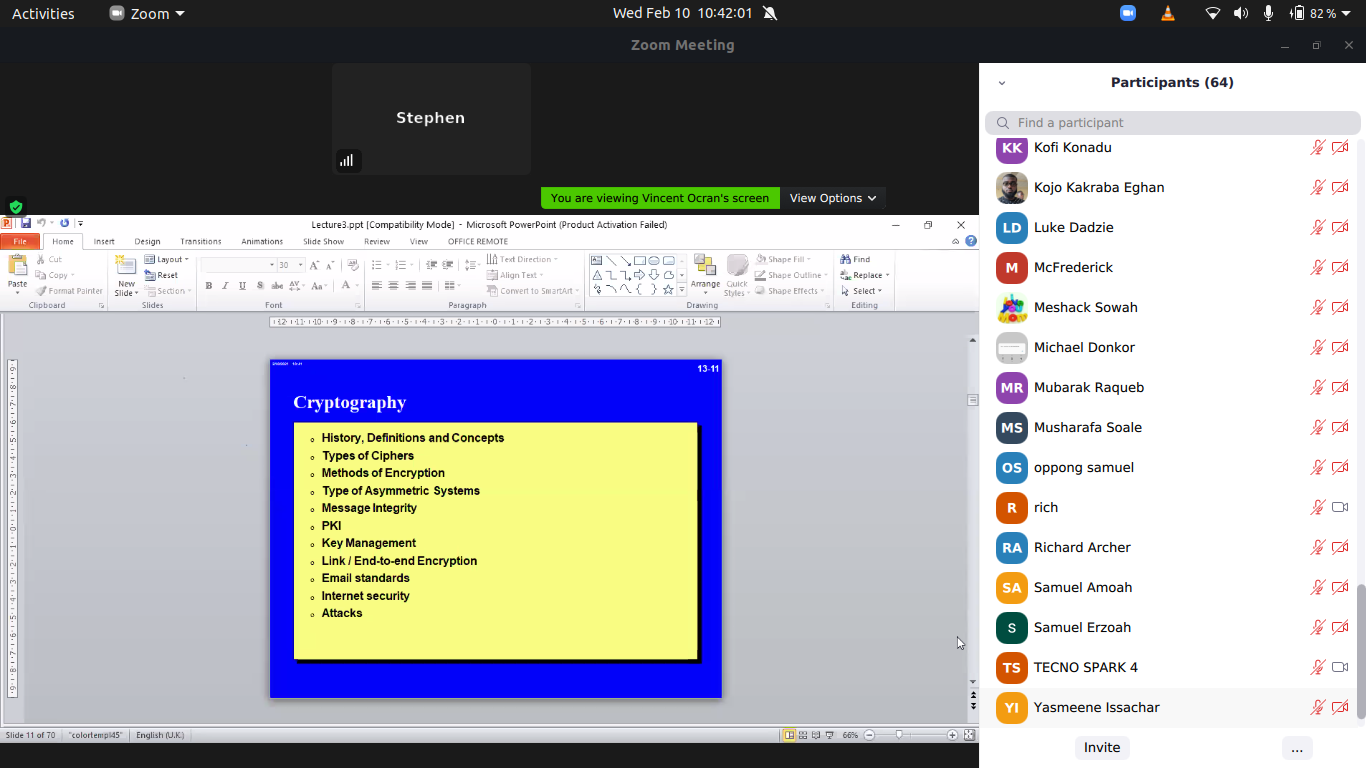 Activities Zoom Wed Feb 10 10:42:01 82 %
Zoom Meeting
Stephen
You are viewing Vincent Ocran's screen View Options
Lecture3.ppt [Compatibility Mode] - Microsoft PowerPoint (Product Activation Failed)
File Home Insert Design Transitions Animations Slide Show Review View OFFICE REMOTE
Paste
Cut
Copy
Format Painter
Clipboard
New
Slide
Layout
Reset
Section
Slides
30
Font
Paragraph
Text Direction
Align Text
Convert to SmartArt
Arrange
Quick
Styles
Shape Fill
Shape Outline
Shape Effects
Drawing
Find
Replace
Select
Editing
13-11
Cryptography
History, Definitions and Concepts
Types of Ciphers
Methods of Encryption
Type of Asymmetric Systems
Message Integrity
PKI
Key Management
Link / End-to-end Encryption
Email standards
Internet security
Attacks
Slide 11 of 70 "colortempl45" English (U.K.) 66%
Participants (64)
Find a participant
KK Kofi Konadu
Kojo Kakraba Eghan
LD Luke Dadzie
M McFrederick
Meshack Sowah
Michael Donkor
MR Mubarak Raqueb
MS Musharafa Soale
OS oppong samuel
R rich
RA Richard Archer
SA Samuel Amoah
S Samuel Erzoah
TS TECNO SPARK 4
YI Yasmeene Issachar
Invite ...